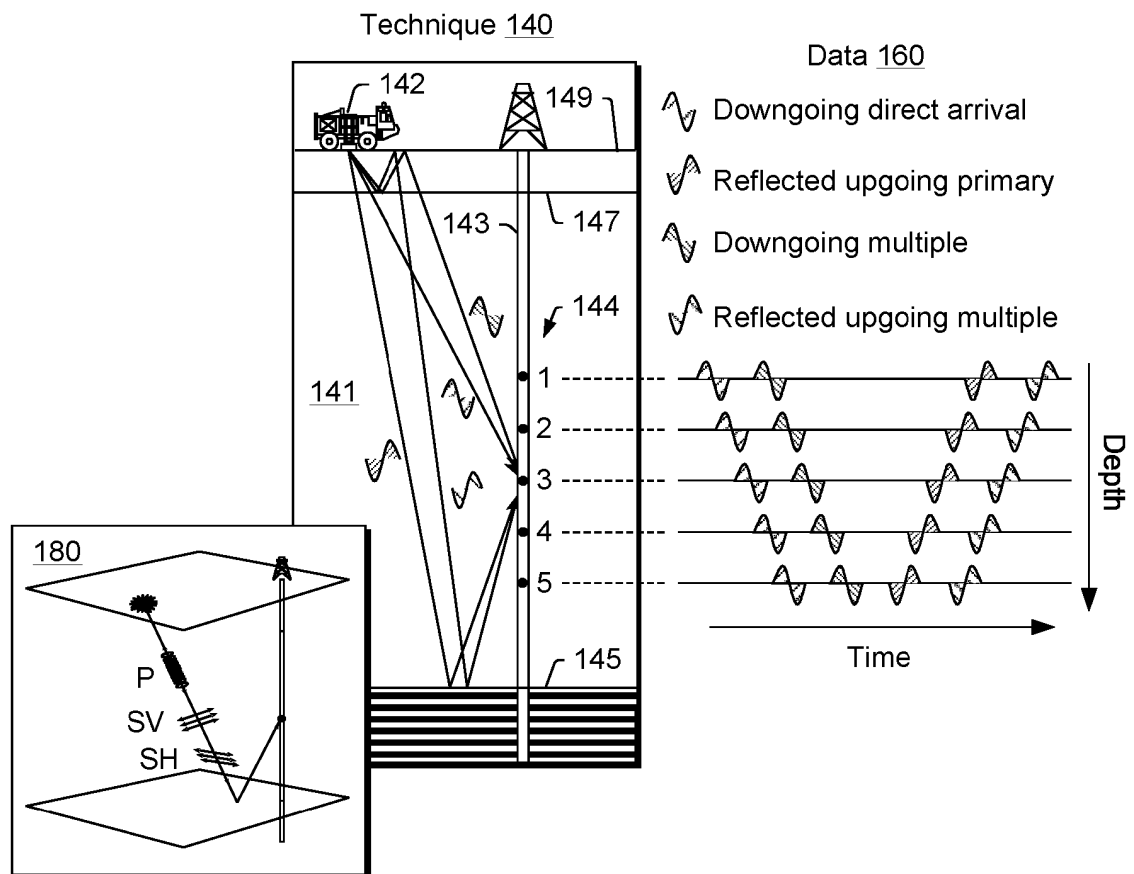 Technique 140
Data 160
142
149
Downgoing direct arrival
Reflected upgoing primary
143
147
Downgoing multiple
144
Reflected upgoing multiple
141
1
2
3
4
5
Depth
Time
145
180
P
SV
SH